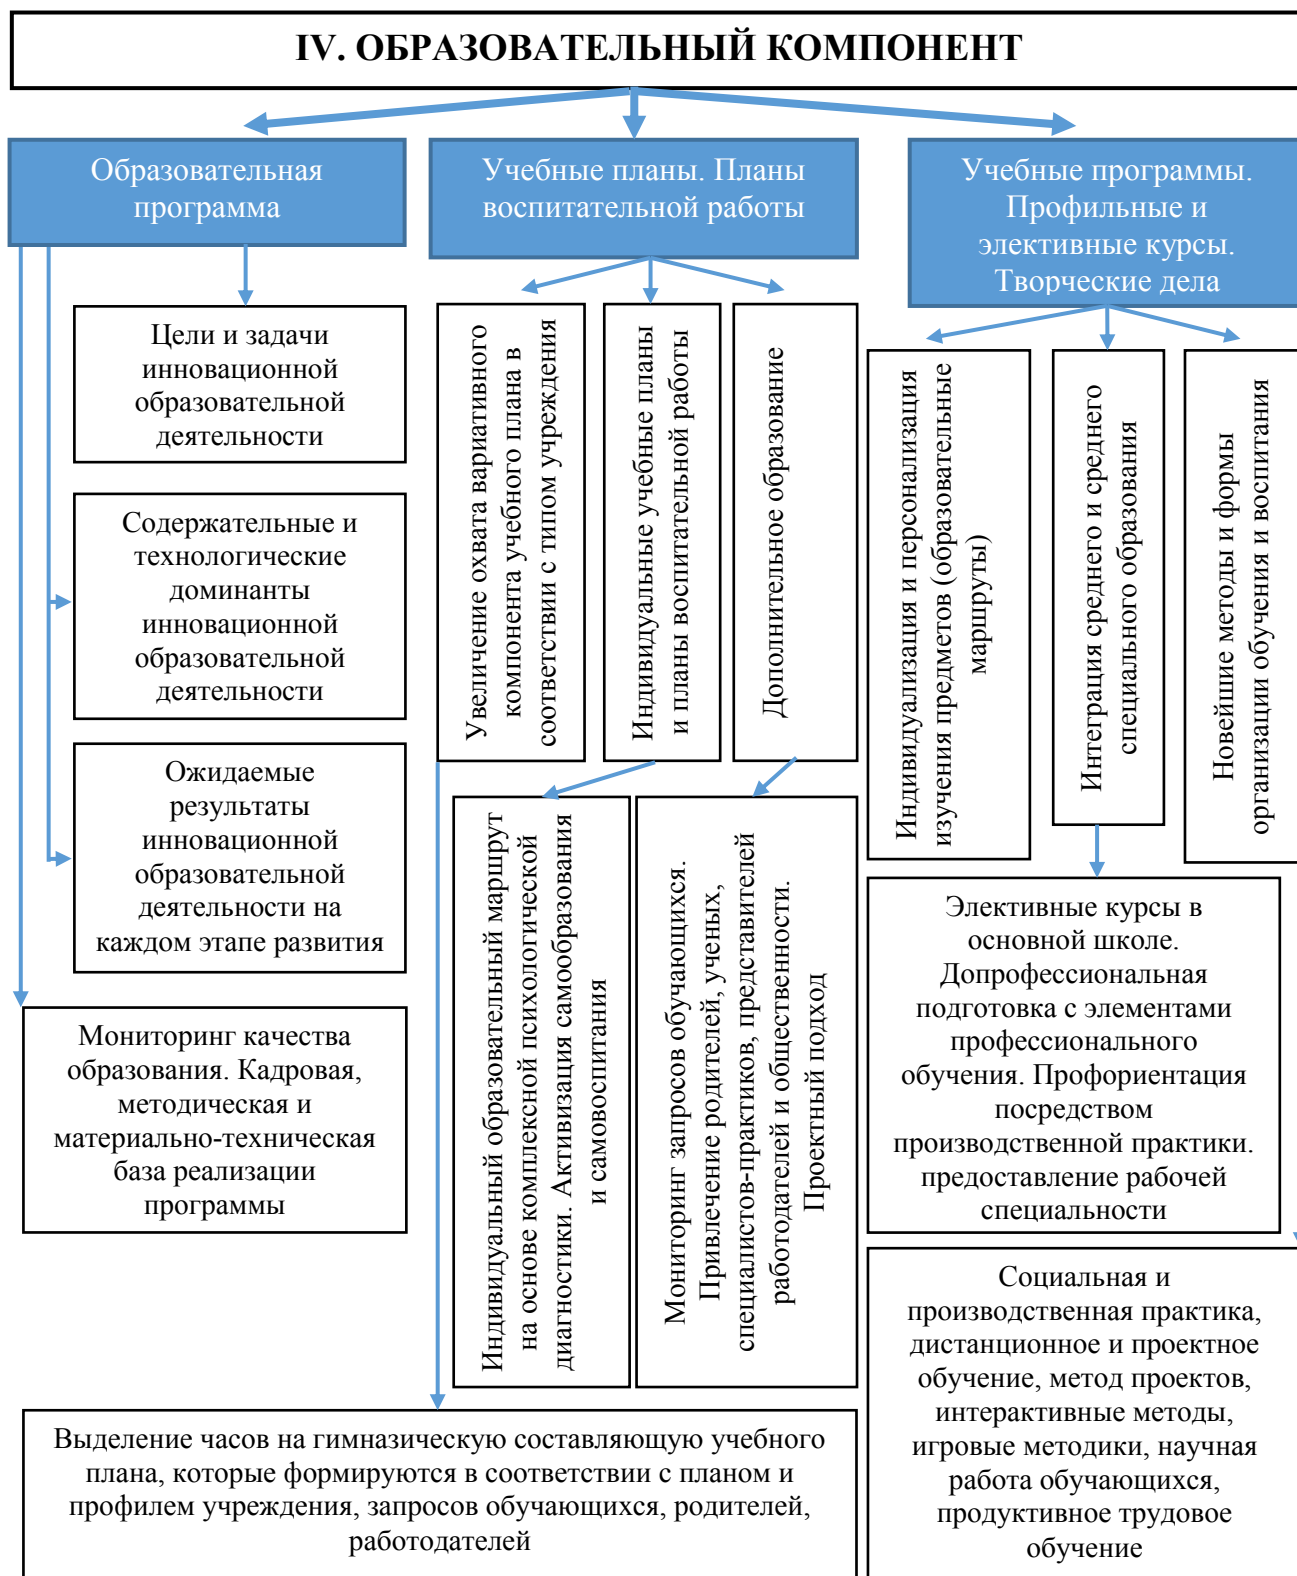 IV. ОБРАЗОВАТЕЛЬНЫЙ КОМПОНЕНТ
Образовательная
программа
Учебные планы. Планы
воспитательной работы
Учебные программы.
Профильные и
элективные курсы.
Творческие дела
Цели и задачи
инновационной
образовательной
деятельности
Содержательные и
технологические
доминанты
инновационной
образовательной
деятельности
Ожидаемые
результаты
инновационной
образовательной
деятельности на
каждом этапе развития
Мониторинг качества
образования. Кадровая,
методическая и
материально-техническая
база реализации
программы
Увеличение охвата вариативного
компонента учебного плана в
соответствии с типом учреждения
Индивидуальные учебные планы
и планы воспитательной работы
Дополнительное образование
Индивидуальный образовательный маршрут
на основе комплексной психологической
диагностики. Активизация самообразования
и самовоспитания
Мониторинг запросов обучающихся.
Привлечение родителей, ученых,
специалистов-практиков, представителей
работодателей и общественности.
Проектный подход
Выделение часов на гимназическую составляющую учебного
плана, которые формируются в соответствии с планом и
профилем учреждения, запросов обучающихся, родителей,
работодателей
Индивидуализация и персонализация
изучения предметов (образовательные
маршруты)
Интеграция среднего и среднего
специального образования
Новейшие методы и формы
организации обучения и воспитания
Элективные курсы в
основной школе.
Допрофессиональная
подготовка с элементами
профессионального
обучения. Профориентация
посредством
производственной практики.
предоставление рабочей
специальности
Социальная и
производственная практика,
дистанционное и проектное
обучение, метод проектов,
интерактивные методы,
игровые методики, научная
работа обучающихся,
продуктивное трудовое
обучение